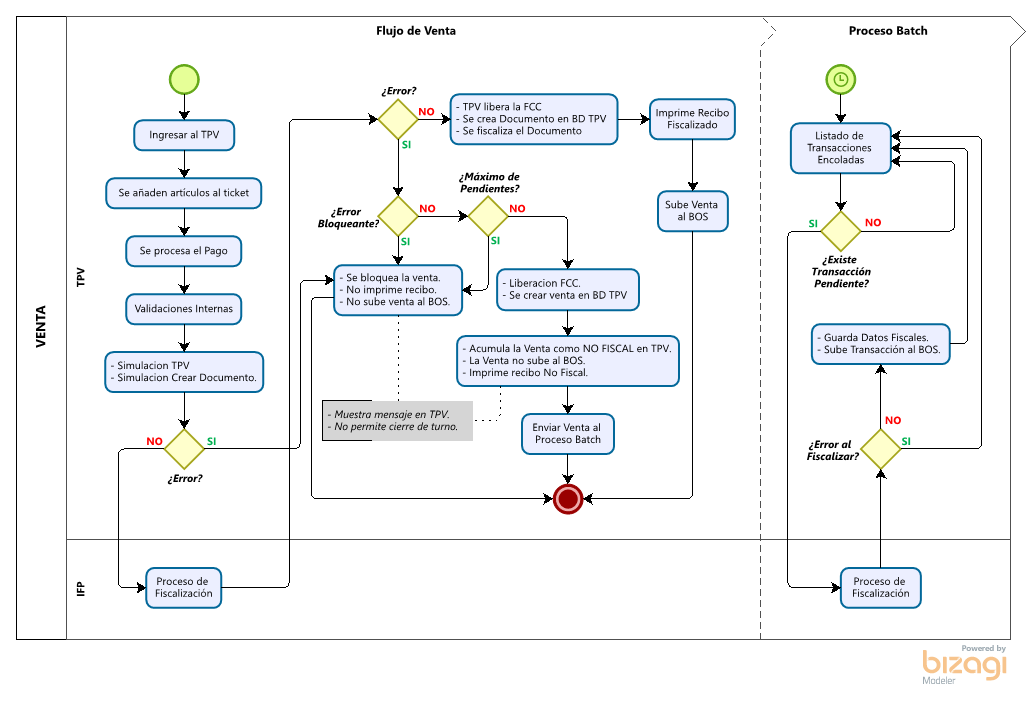 Flujo de Venta
Proceso Batch
VENTA
TPV
IFP
Ingresar al TPV
Se añaden articulos al ticket
Se procesa el Pago
Validaciones Internas
- Simulacion TPV
- Simulacion Crear Documento.
NO
SI
¿Error?
Proceso de
Fiscalización
¿Error?
NO
SI
- TPV libera la FCC
- Se crea Documento en BD TPV
- Se fiscaliza el Documento
Imprime Recibo
Fiscalizado
Sube Venta
al BOS
¿Error
Bloqueante?
NO
SI
¿Máximo de
Pendientes?
NO
SI
- Se bloquea la venta.
- No imprime recibo.
- No sube venta al BOS.
- Liberacion FCC.
- Se crear venta en BD TPV
- Acumula la Venta como NO FISCAL en TPV.
- La Venta no sube al BOS.
- Imprime recibo No Fiscal.
- Muestra mensaje en TPV.
- No permite cierre de turno.
Enviar Venta al
Proceso Batch
Listado de
Transacciones
Encoladas
SI
NO
¿Existe
Transacción
Pendiente?
- Guarda Datos Fiscales.
- Sube Transacción al BOS.
NO
¿Error al
Fiscalizar?
SI
Proceso de
Fiscalización
Powered by
bizagi
Modeler